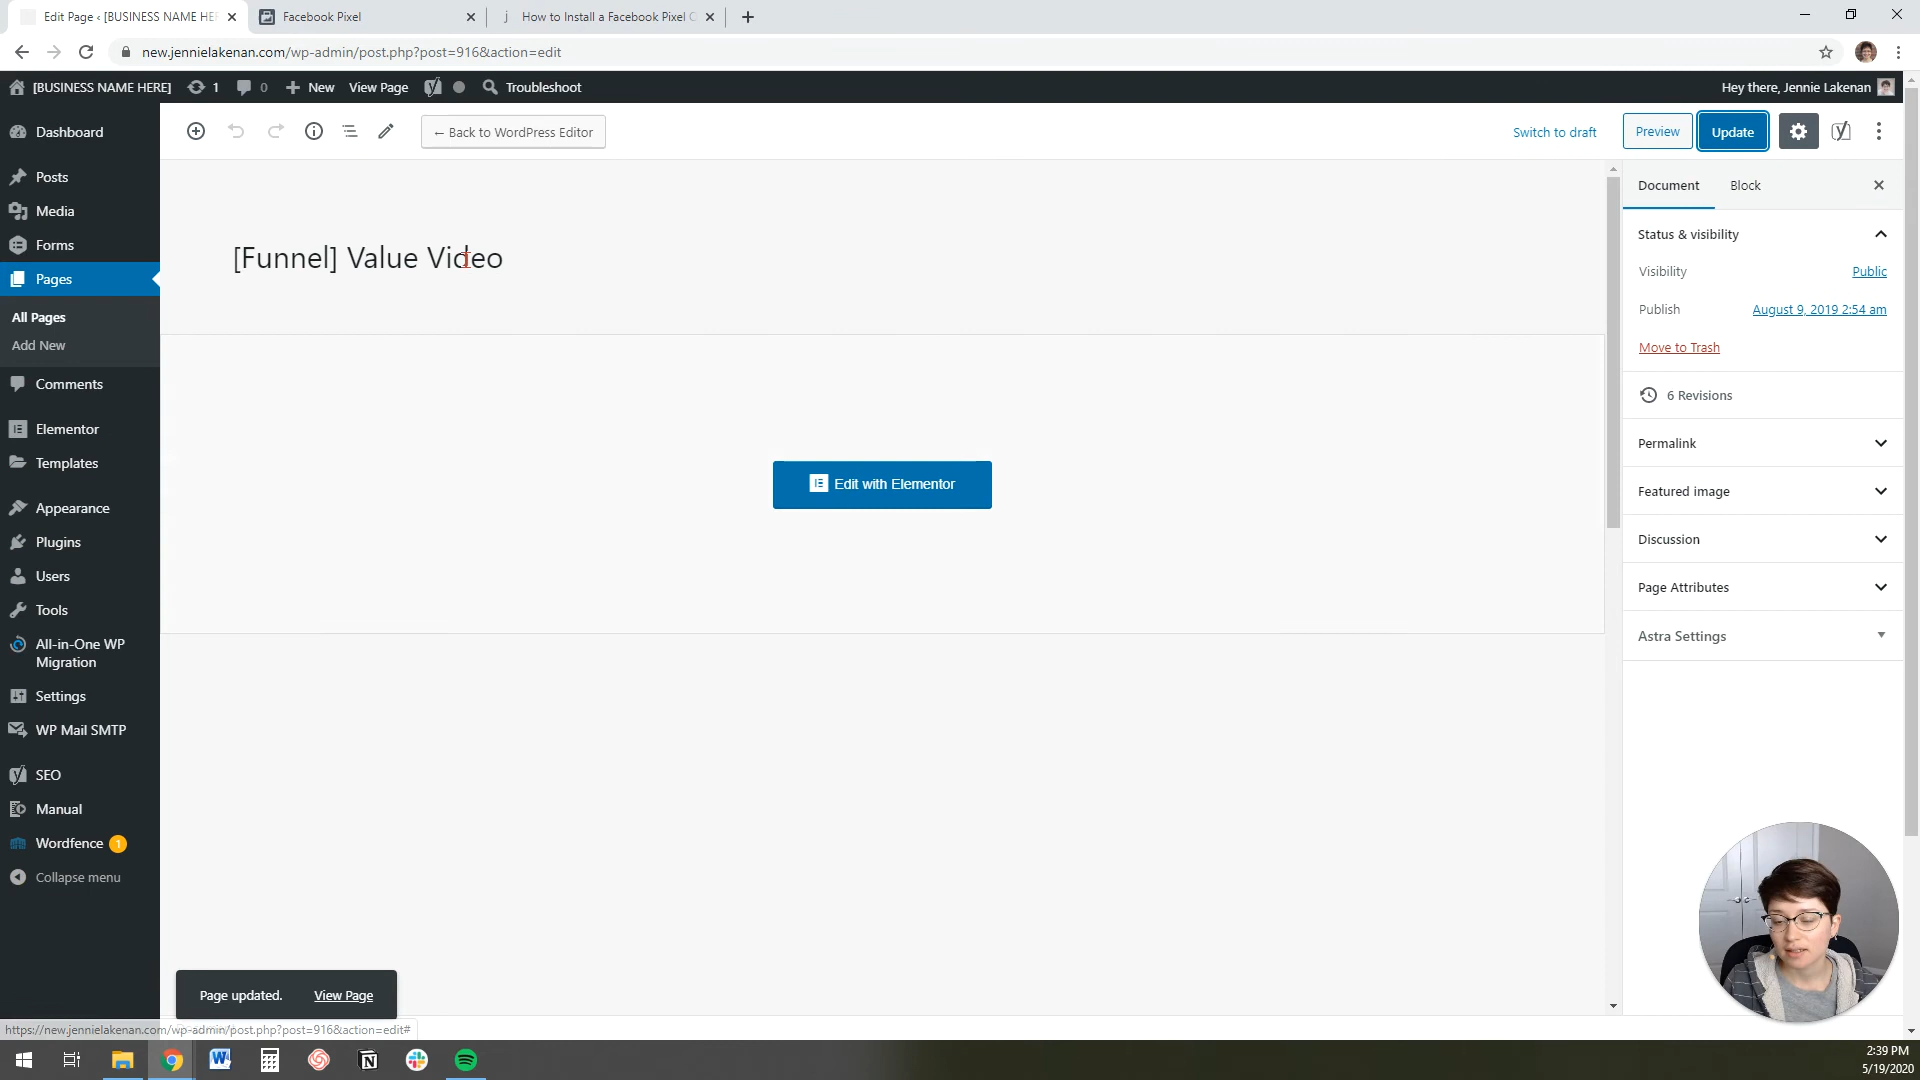 Edit Page ‹ [BUSINESS NAME HER
Facebook Pixel
How to Install a Facebook Pixel C
new.jennielakenan.com/wp-admin/post.php?post=916&action=edit
[BUSINESS NAME HERE]
1
0
New
View Page
Troubleshoot
Hey there, Jennie Lakenan
Dashboard
Posts
Media
Forms
Pages
All Pages
Add New
Comments
Elementor
Templates
Appearance
Plugins
Users
Tools
All-in-One WP
Migration
Settings
WP Mail SMTP
SEO
Manual
Wordfence 1
Collapse menu
← Back to WordPress Editor
Switch to draft
Preview
Update
[Funnel] Value Video
Edit with Elementor
Document
Block
Status & visibility
Visibility
Public
Publish
August 9, 2019 2:54 am
Move to Trash
6 Revisions
Permalink
Featured image
Discussion
Page Attributes
Astra Settings
Page updated.
View Page
https://new.jennielakenan.com/wp-admin/post.php?post=916&action=edit#
2:39 PM
5/19/2020